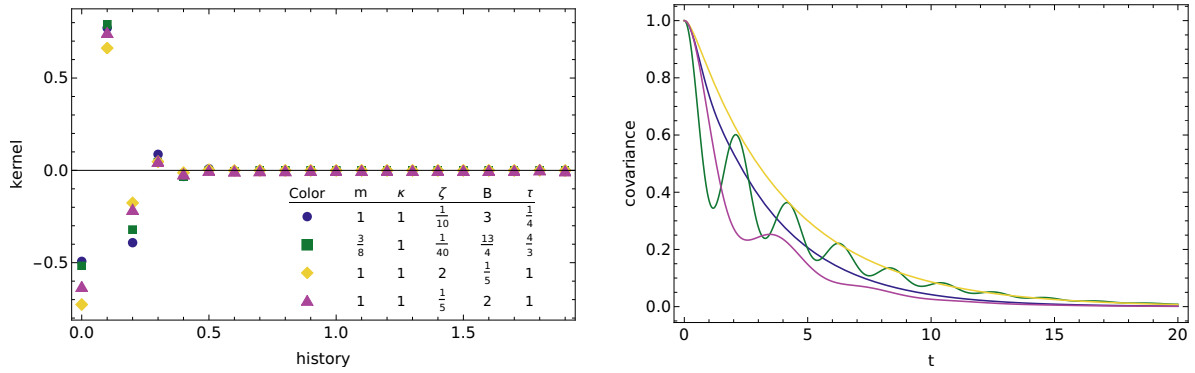 kernel
0.5
0.0
−0.5
0.0 0.5 1.0 1.5
history
Color m κ ζ B τ
1 1 1/10 3 1/4
3/8 1 1/40 13/4 4/3
1 1 2 1/5 1
1 1 1/5 2 1
covariance
1.0
0.8
0.6
0.4
0.2
0.0
0 5 10 15 20
t